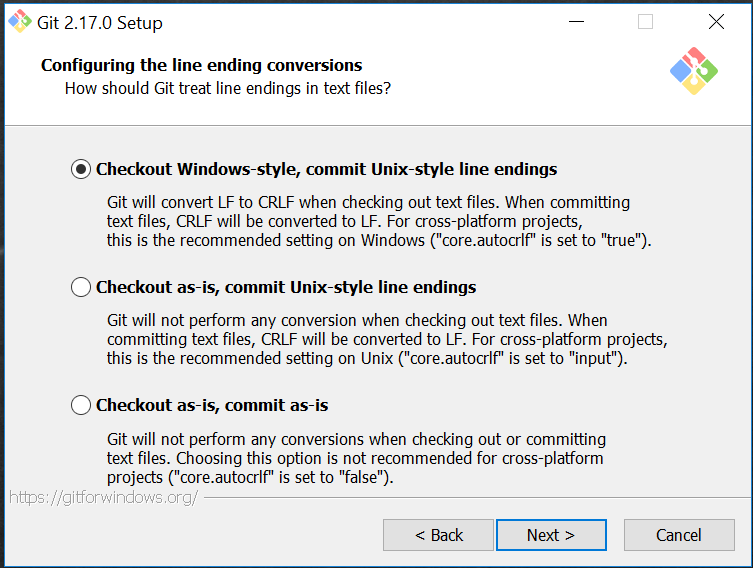 Git 2.17.0 Setup
Configuring the line ending conversions
How should Git treat line endings in text files?
Checkout Windows-style, commit Unix-style line endings
Git will convert LF to CRLF when checking out text files. When committing
text files, CRLF will be converted to LF. For cross-platform projects,
this is the recommended setting on Windows ("core.autocrlf" is set to "true").
Checkout as-is, commit Unix-style line endings
Git will not perform any conversion when checking out text files. When
committing text files, CRLF will be converted to LF. For cross-platform projects,
this is the recommended setting on Unix ("core.autocrlf" is set to "input").
Checkout as-is, commit as-is
Git will not perform any conversions when checking out or committing
text files. Choosing this option is not recommended for cross-platform
projects ("core.autocrlf" is set to "false").
https://gitforwindows.org/
< Back Next > Cancel